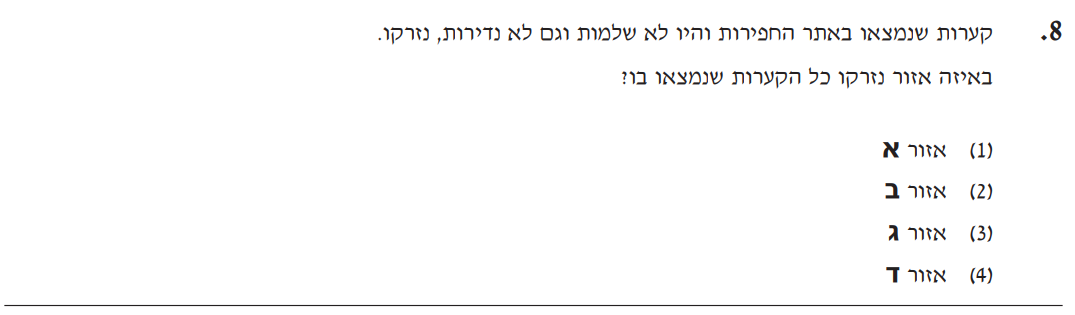 8. קערות שנמצאו באתר החפירות והיו לא שלמות וגם לא נדירות, נזרקו.
באיזה אזור נזרקו כל הקערות שנמצאו בו?
(1) אזור א
(2) אזור ב
(3) אזור ג
(4) אזור ד